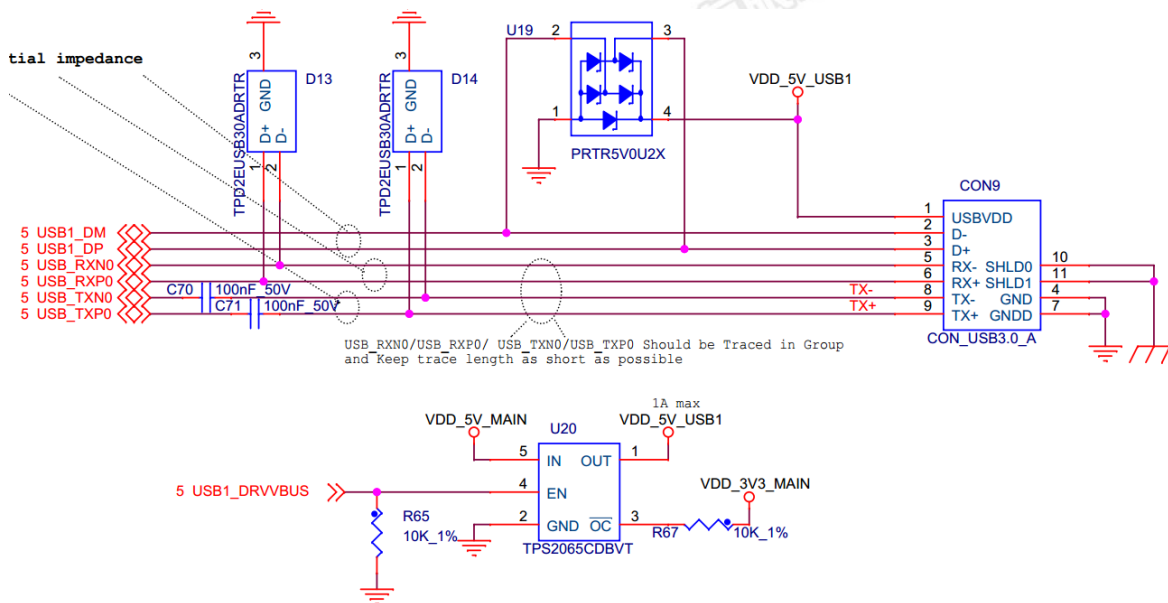 U19
2
3
3
3
tial impedance
D13
D14
VDD_5V_USB1
TPD2EUSB30ADRTR
GND
D+
D-
TPD2EUSB30ADRTR
GND
D+
D-
1
4
1
2
1
2
PRTR5V0U2X
CON9
5 USB1_DM
5 USB1_DP
5 USB_RXN0
5 USB_RXP0
5 USB_TXN0
5 USB_TXP0
C70
100nF_50V
C71
100nF_50V
TX-
TX+
1 USBVDD
2 D-
3 D+
5 RX- SHLD0 10
6 RX+ SHLD1 11
8 TX- GND 4
9 TX+ GNDD 7
CON_USB3.0_A
USB_RXN0/USB_RXP0/ USB_TXN0/USB_TXP0 Should be Traced in Group
and Keep trace length as short as possible
1A max
VDD_5V_MAIN
VDD_5V_USB1
U20
5 IN OUT 1
VDD_3V3_MAIN
5 USB1_DRVVBUS
4 EN
2 GND OC 3
R65
10K_1%
R67
10K_1%
TPS2065CDBVT